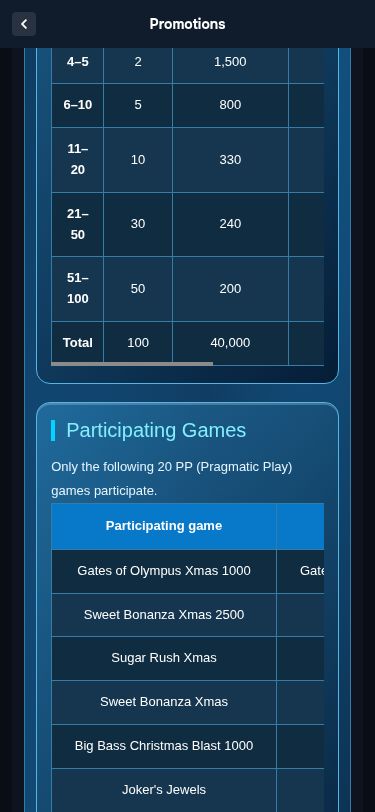 Promotions
4–5 2 1,500
6–10 5 800
11–
20 10 330
21–
50 30 240
51–
100 50 200
Total 100 40,000
Participating Games
Only the following 20 PP (Pragmatic Play)
games participate.
Participating game
Gates of Olympus Xmas 1000 Gate
Sweet Bonanza Xmas 2500
Sugar Rush Xmas
Sweet Bonanza Xmas
Big Bass Christmas Blast 1000
Joker's Jewels